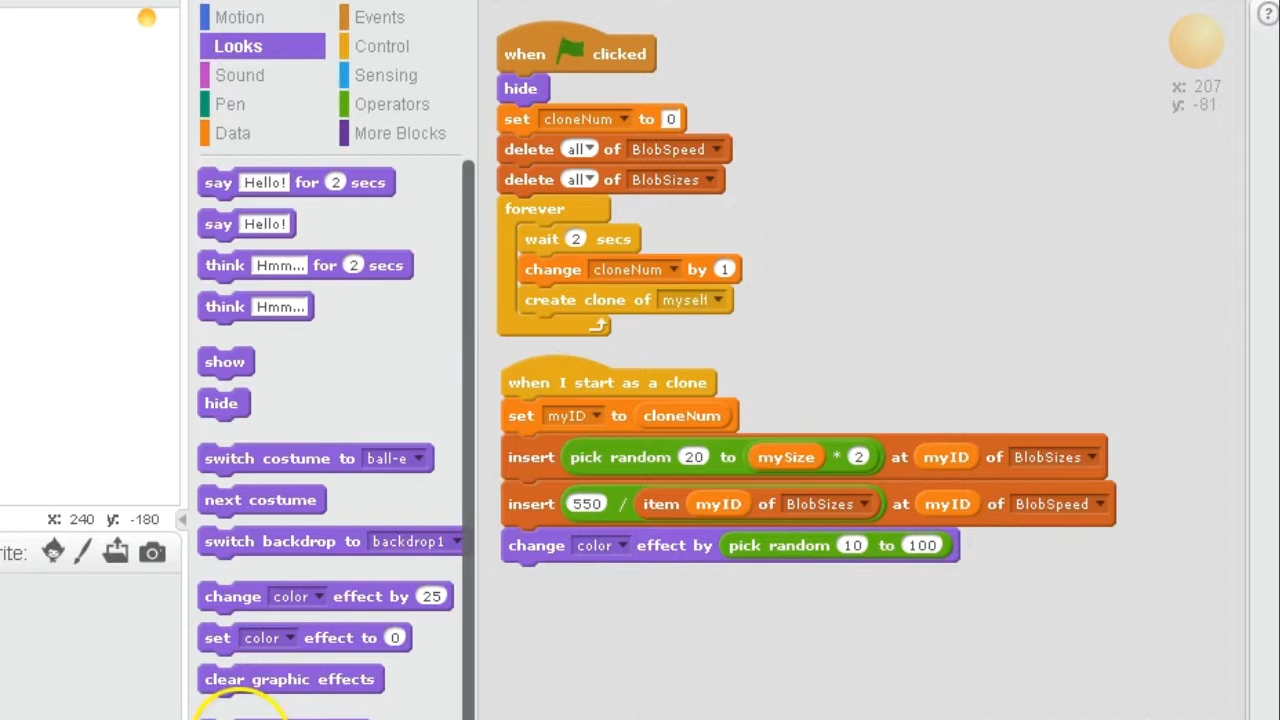 Motion
Events
Looks
Control
Sound
Sensing
Pen
Operators
Data
More Blocks
say Hello! for 2 secs
say Hello!
think Hmm... for 2 secs
think Hmm...
show
hide
switch costume to ball-e
next costume
switch backdrop to backdrop1
change color effect by 25
set color effect to 0
clear graphic effects
x: 240 y: -180
rite:
when clicked
hide
set cloneNum to 0
delete all of BlobSpeed
delete all of BlobSizes
forever
wait 2 secs
change cloneNum by 1
create clone of myself
when I start as a clone
set myID to cloneNum
insert pick random 20 to mySize * 2 at myID of BlobSizes
insert 550 / item myID of BlobSizes at myID of BlobSpeed
change color effect by pick random 10 to 100
?
x: 207
y: -81